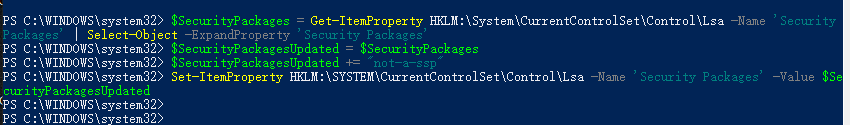 PS C:\WINDOWS\system32> $SecurityPackages = Get-ItemProperty HKLM:\System\CurrentControlSet\Control\Lsa -Name 'Security
Packages' | Select-Object -ExpandProperty 'Security Packages'
PS C:\WINDOWS\system32> $SecurityPackagesUpdated = $SecurityPackages
PS C:\WINDOWS\system32> $SecurityPackagesUpdated += "not-a-ssp"
PS C:\WINDOWS\system32> Set-ItemProperty HKLM:\SYSTEM\CurrentControlSet\Control\Lsa -Name 'Security Packages' -Value $Se
curityPackagesUpdated
PS C:\WINDOWS\system32>
PS C:\WINDOWS\system32>